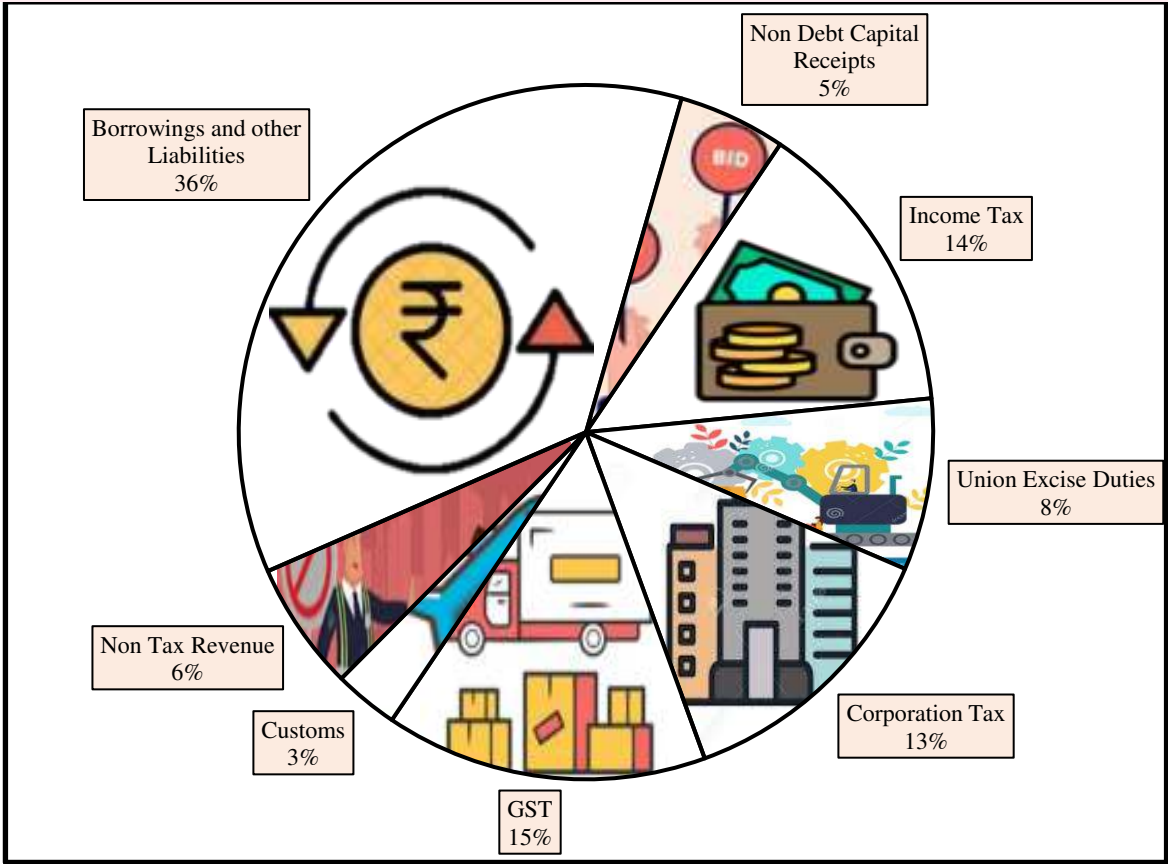 Non Debt Capital
Receipts
5%
Borrowings and other
Liabilities
36%
BID
Income Tax
14%
Union Excise Duties
8%
Non Tax Revenue
6%
Corporation Tax
13%
Customs
3%
GST
15%